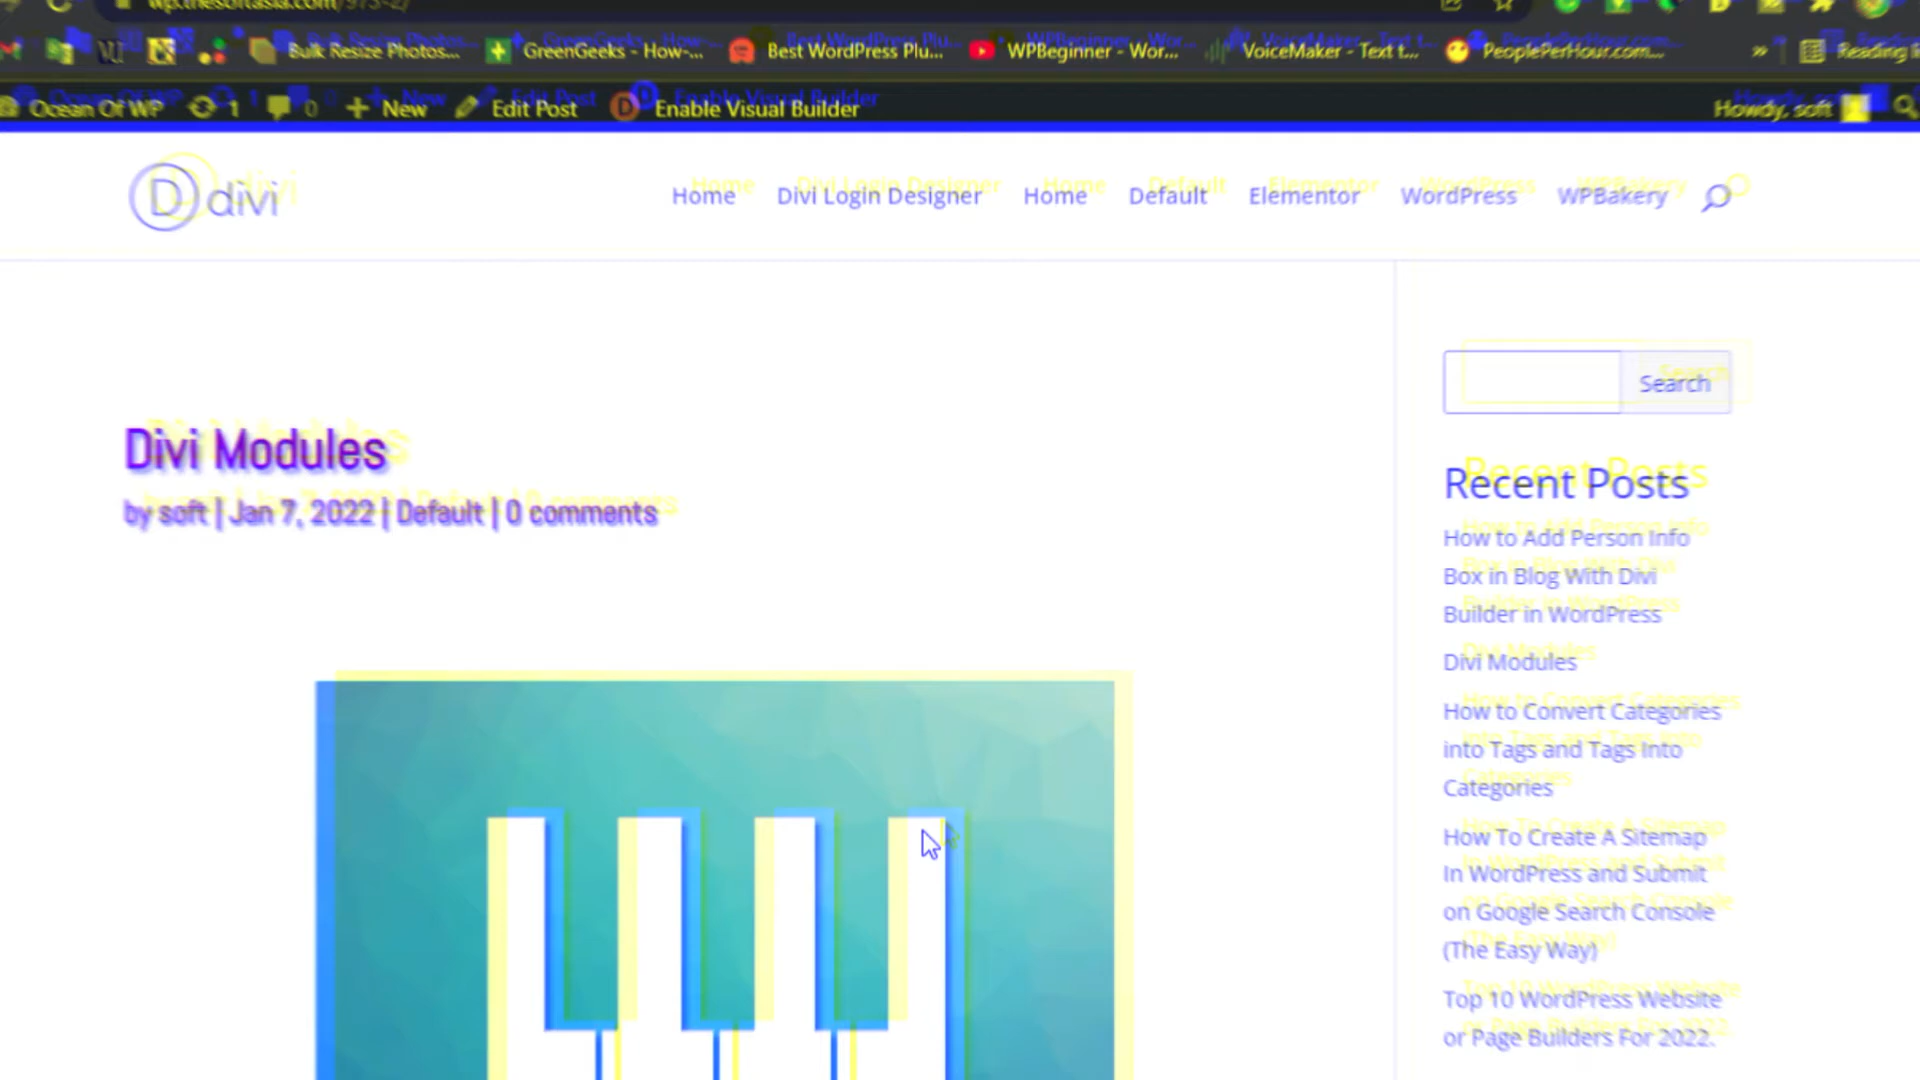 wp.thesoftasia.com/973-2/
Bulk Resize Photos... GreenGeeks - How-... Best WordPress Plu... WPBeginner - Wor... VoiceMaker - Text t... PeoplePerHour.com... »
Ocean Of WP 1 0 New Edit Post D Enable Visual Builder Howdy, soft
D divi Home Divi Login Designer Home Default Elementor WordPress WPBakery
Search
Divi Modules
by soft | Jan 7, 2022 | Default | 0 comments
Recent Posts
How to Add Person Info
Box in Blog With Divi
Builder in WordPress
Divi Modules
How to Convert Categories
into Tags and Tags Into
Categories
How To Create A Sitemap
In WordPress and Submit
on Google Search Console
(The Easy Way)
Top 10 WordPress Website
or Page Builders For 2022.